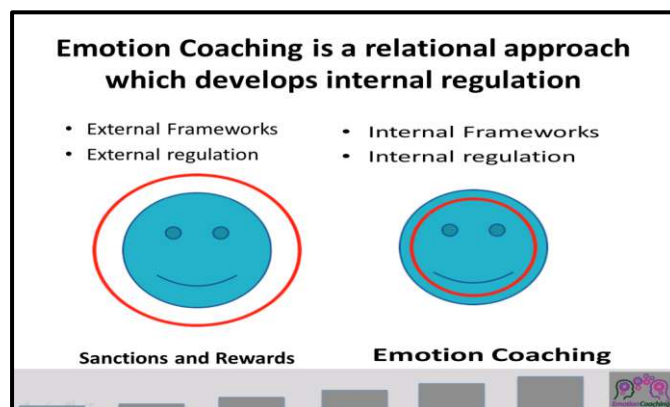 Emotion Coaching is a relational approach
which develops internal regulation
• External Frameworks
• External regulation
• Internal Frameworks
• Internal regulation
Sanctions and Rewards
Emotion Coaching
EmotionCoaching